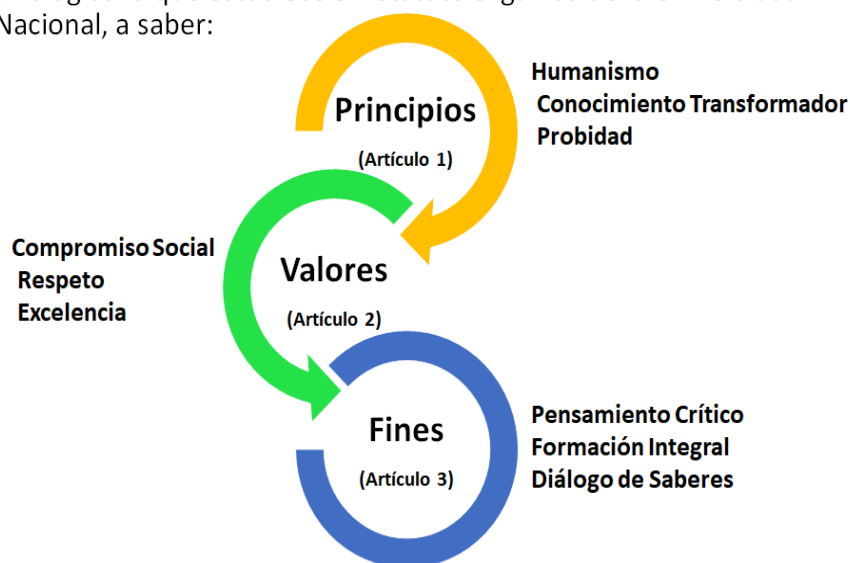 Nacional, a saber:
Principios
(Artículo 1)
Humanismo
Conocimiento Transformador
Probidad
Compromiso Social
Respeto
Excelencia
Valores
(Artículo 2)
Fines
(Artículo 3)
Pensamiento Crítico
Formación Integral
Diálogo de Saberes